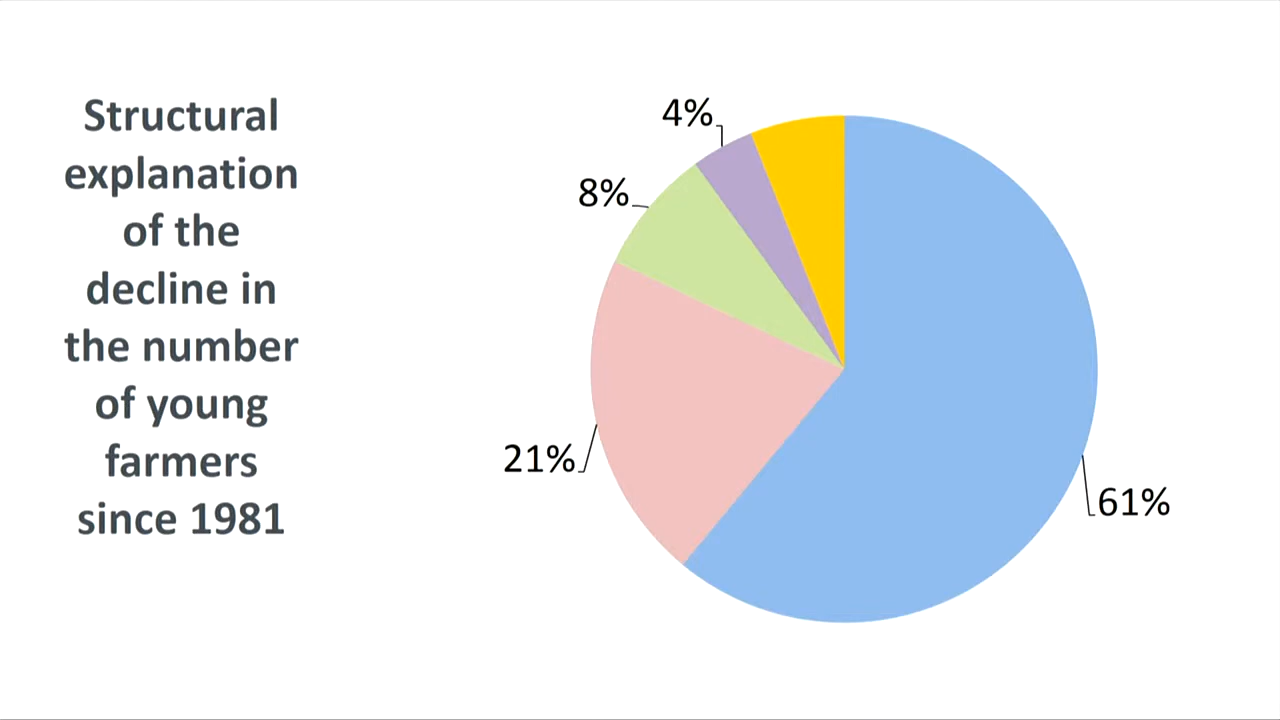 Structural
explanation
of the
decline in
the number
of young
farmers
since 1981
4%
8%
21%
61%